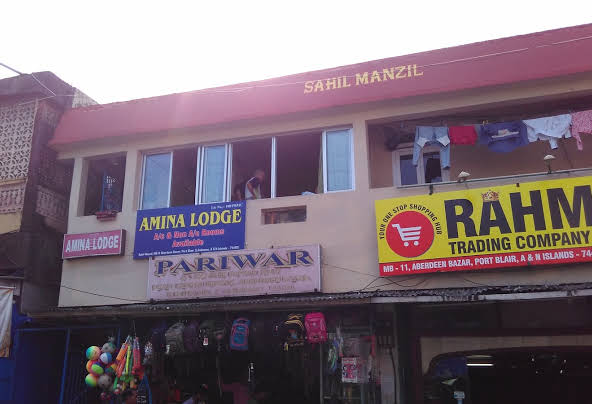 SAHIL MANZIL
AMINA LODGE
A/c & Non A/c Rooms
Available
AMINA LODGE
PARIWAR
YOUR ONE STOP SHOPPING HUB
RAHM
TRADING COMPANY
MB - 11, ABERDEEN BAZAR, PORT BLAIR, A & N ISLANDS - 74